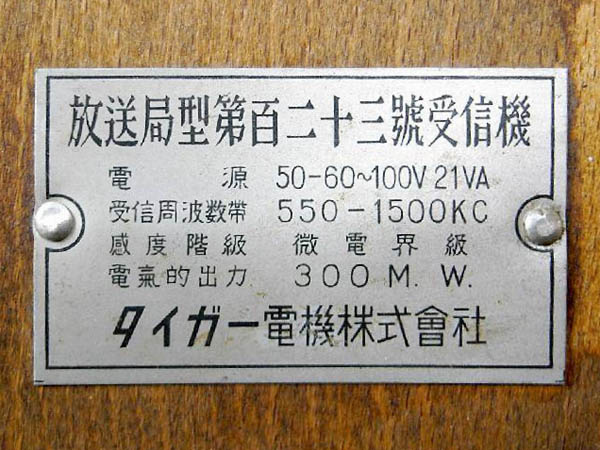 放送局型第百二十三號受信機
電源 50-60~100V 21VA
受信周波数帶 550-1500KC
感度階級 微電界級
電氣的出力 300M.W.
タイガー電機株式會社